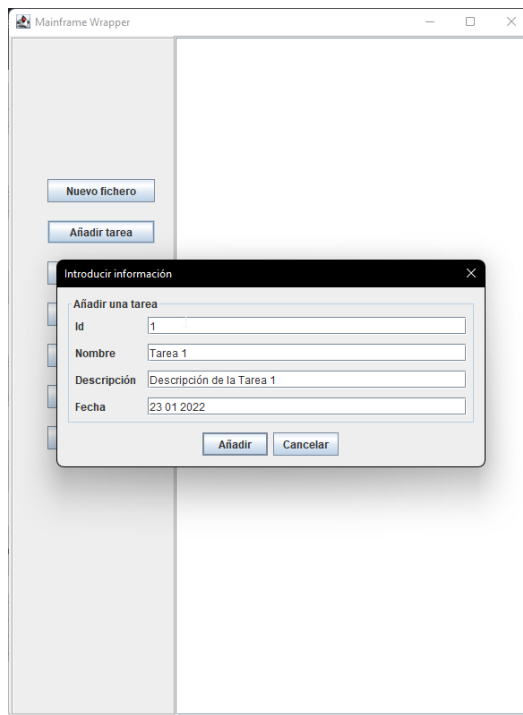 Mainframe Wrapper
Nuevo fichero
Añadir tarea
Introducir información
Añadir una tarea
Id 1
Nombre Tarea 1
Descripción Descripción de la Tarea 1
Fecha 23 01 2022
Añadir Cancelar